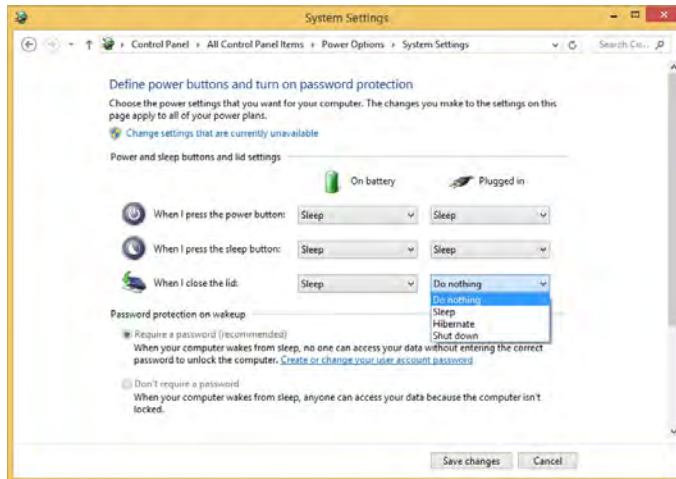 System Settings
Control Panel ▸ All Control Panel Items ▸ Power Options ▸ System Settings
Search Co...
Define power buttons and turn on password protection
Choose the power settings that you want for your computer. The changes you make to the settings on this
page apply to all of your power plans.
Change settings that are currently unavailable
Power and sleep buttons and lid settings
On battery Plugged in
When I press the power button: Sleep Sleep
When I press the sleep button: Sleep Sleep
When I close the lid: Sleep Do nothing
Do nothing
Sleep
Hibernate
Shut down
Password protection on wakeup
Require a password (recommended)
When your computer wakes from sleep, no one can access your data without entering the correct
password to unlock the computer. Create or change your user account password
Don't require a password
When your computer wakes from sleep, anyone can access your data because the computer isn't
locked.
Save changes Cancel